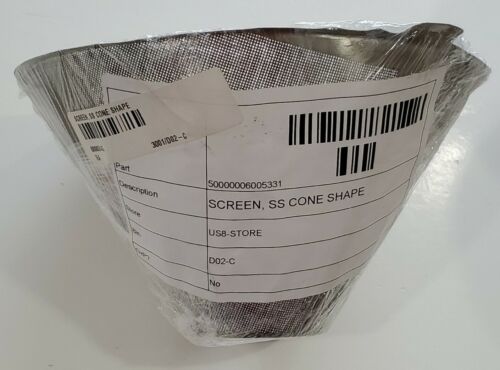 SCREEN, SS CONE SHAPE
3001/D02-C
Part
50000006005331
Description
SCREEN, SS CONE SHAPE
Store
US8-STORE
D02-C
No